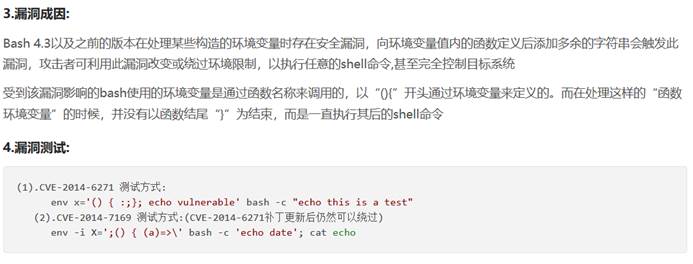 3.漏洞成因:
Bash 4.3以及之前的版本在处理某些构造的环境变量时存在安全漏洞，向环境变量值内的函数定义后添加多余的字符串会触发此
漏洞，攻击者可利用此漏洞改变或绕过环境限制，以执行任意的shell命令,甚至完全控制目标系统
受到该漏洞影响的bash使用的环境变量是通过函数名称来调用的，以“(){”开头通过环境变量来定义的。而在处理这样的“函数
环境变量”的时候，并没有以函数结尾“}”为结束，而是一直执行其后的shell命令
4.漏洞测试:
(1).CVE-2014-6271 测试方式:
env x='() { :;}; echo vulnerable' bash -c "echo this is a test"
(2).CVE-2014-7169 测试方式:(CVE-2014-6271补丁更新后仍然可以绕过)
env -i X=';() { (a)=>\' bash -c 'echo date'; cat echo